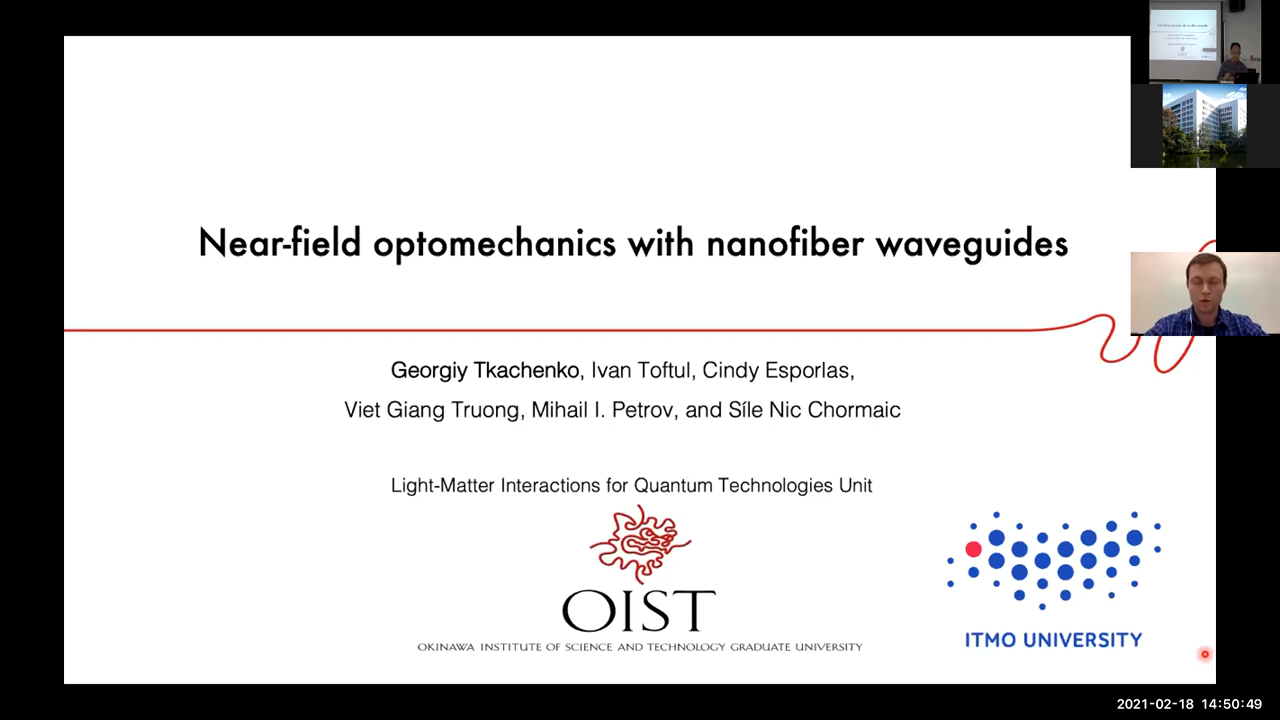 Near-field optomechanics with nanofiber waveguides
Georgiy Tkachenko, Ivan Toftul, Cindy Esporlas,
Viet Giang Truong, Mihail I. Petrov, and Síle Nic Chormaic
Light-Matter Interactions for Quantum Technologies Unit
OIST
OKINAWA INSTITUTE OF SCIENCE AND TECHNOLOGY GRADUATE UNIVERSITY
ITMO UNIVERSITY
2021-02-18 14:50:49